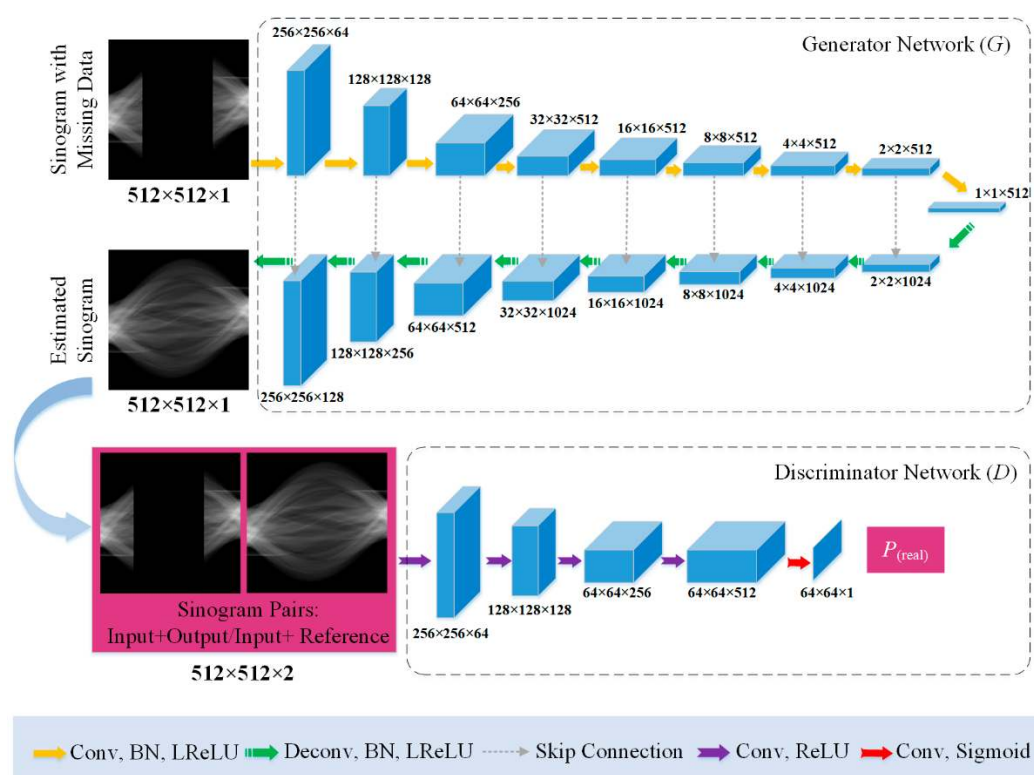 Sinogram with
Missing Data
512×512×1
Generator Network (G)
256×256×64
128×128×128
64×64×256
32×32×512
16×16×512
8×8×512
4×4×512
2×2×512
1×1×512
Estimated
Sinogram
512×512×1
256×256×128
128×128×256
64×64×512
32×32×1024
16×16×1024
8×8×1024
4×4×1024
2×2×1024
Sinogram Pairs:
Input+Output/Input+ Reference
512×512×2
Discriminator Network (D)
256×256×64
128×128×128
64×64×256
64×64×512
64×64×1
P(real)
Conv, BN, LReLU
Deconv, BN, LReLU
Skip Connection
Conv, ReLU
Conv, Sigmoid